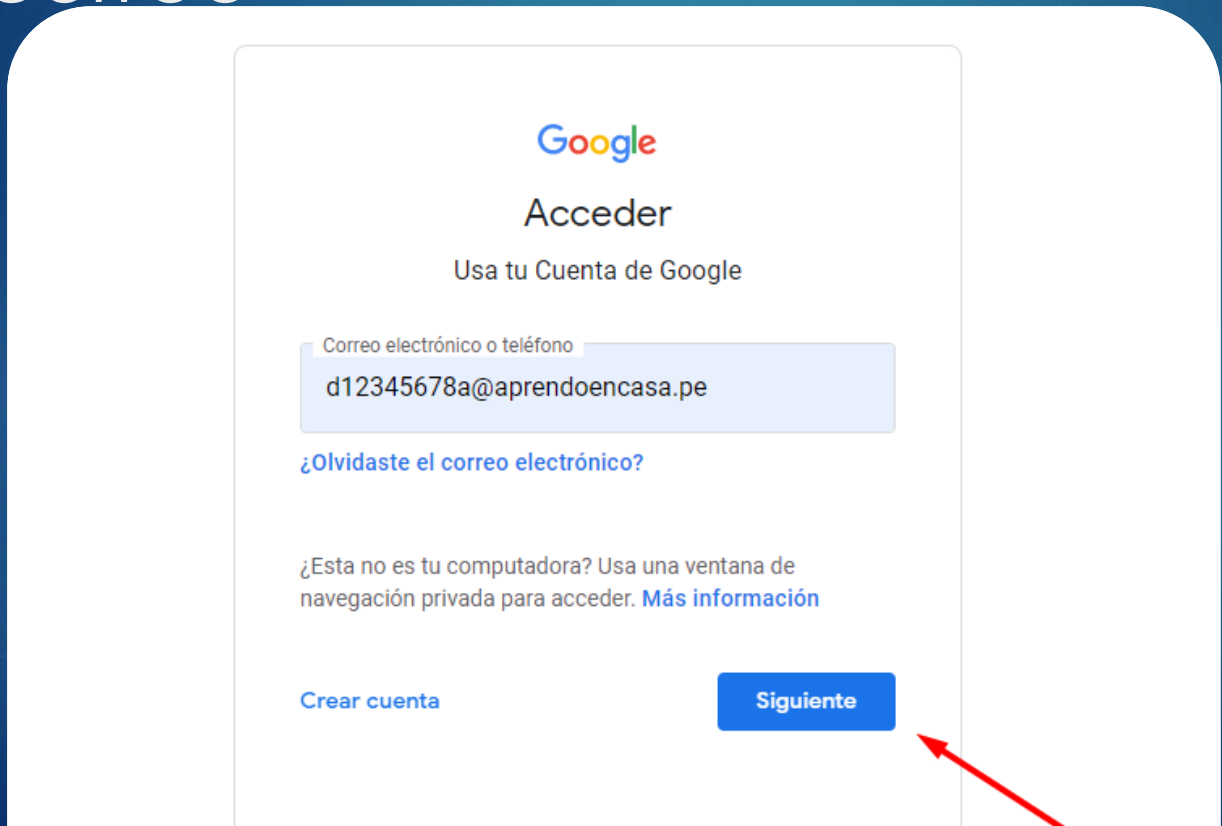 Google
Acceder
Usa tu Cuenta de Google
Correo electrónico o teléfono
d12345678a@aprendoencasa.pe
¿Olvidaste el correo electrónico?
¿Esta no es tu computadora? Usa una ventana de
navegación privada para acceder. Más información
Crear cuenta
Siguiente